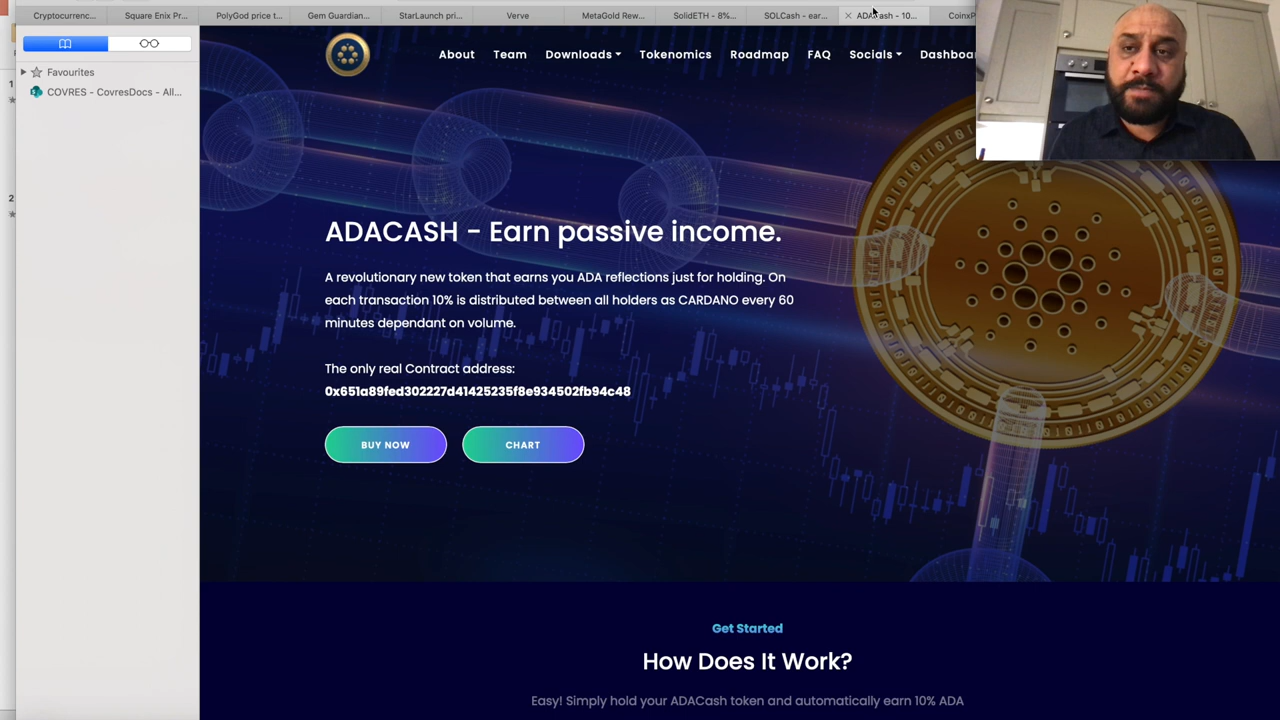 Cryptocurrenc...
Square Enix Pr...
PolyGod price t...
Gem Guardian...
StarLaunch pri...
Verve
MetaGold Rew...
SolidETH - 8%...
SOLCash - ear...
ADACash - 10...
CoinxP
Favourites
COVRES - CovresDocs - All...
1
2
About Team Downloads Tokenomics Roadmap FAQ Socials Dashboa
ADACASH - Earn passive income.
A revolutionary new token that earns you ADA reflections just for holding. On
each transaction 10% is distributed between all holders as CARDANO every 60
minutes dependant on volume.
The only real Contract address:
0x651a89fed302227d41425235f8e934502fb94c48
BUY NOW
CHART
Get Started
How Does It Work?
Easy! Simply hold your ADACash token and automatically earn 10% ADA